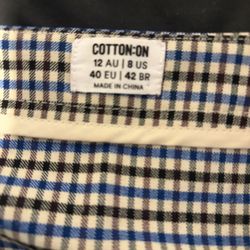 COTTON:ON
12 AU | 8 US
40 EU | 42 BR
MADE IN CHINA